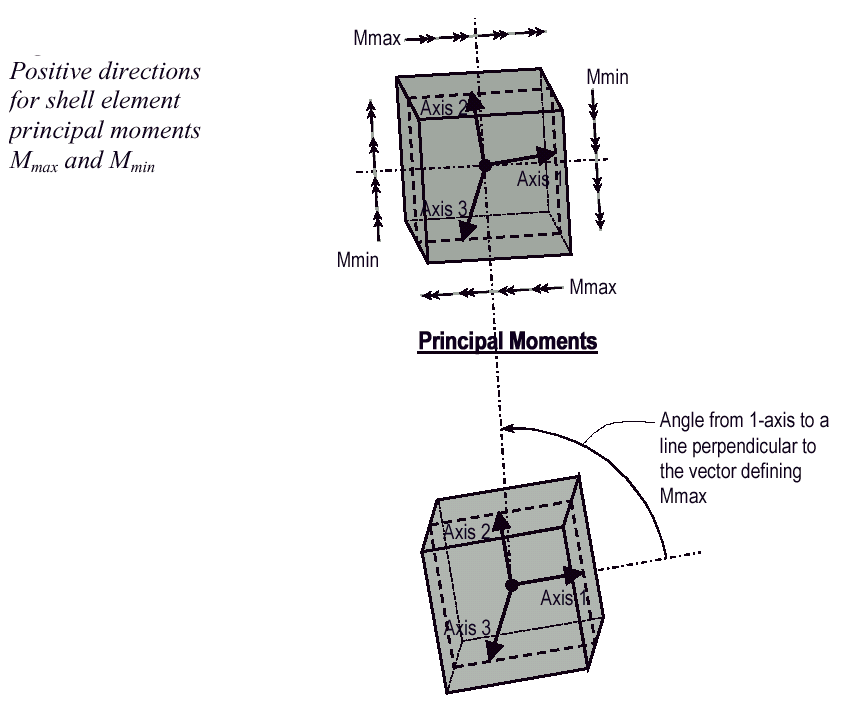 Positive directions
for shell element
principal moments
Mmax and Mmin
Mmax
Mmin
Axis 2
Axis 1
Axis 3
Mmin
Mmax
Principal Moments
Angle from 1-axis to a
line perpendicular to
the vector defining
Mmax
Axis 2
Axis 1
Axis 3